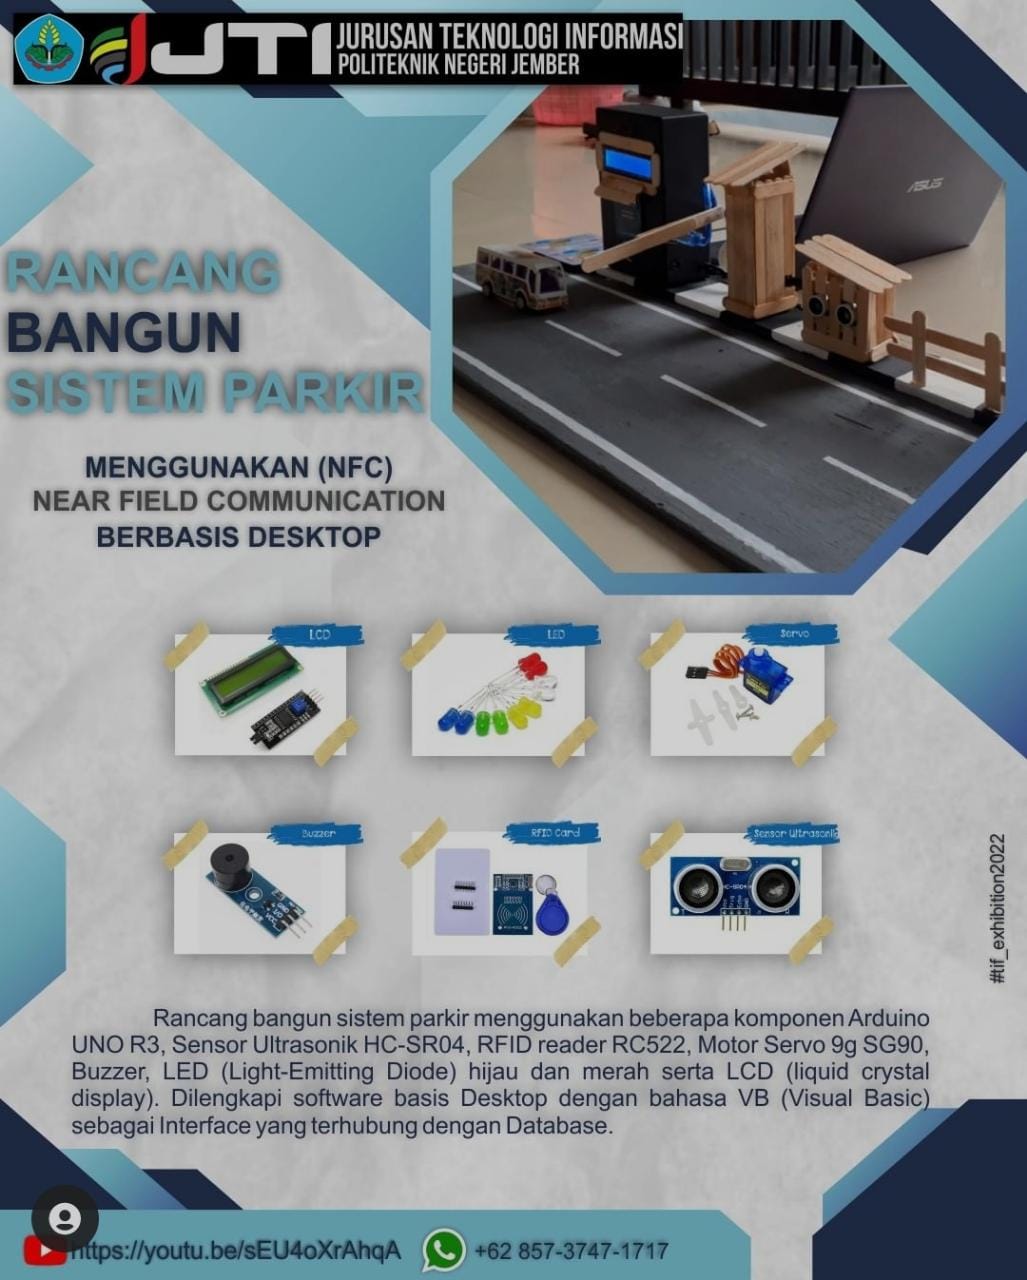 JTI
JURUSAN TEKNOLOGI INFORMASI
POLITEKNIK NEGERI JEMBER
ASUS
RANCANG
BANGUN
SISTEM PARKIR
MENGGUNAKAN (NFC)
NEAR FIELD COMMUNICATION
BERBASIS DESKTOP
LCD
LED
Servo
Buzzer
RFID Card
Sensor Ultrasonik
HC-SR04
#tif_exhibition2022
Rancang bangun sistem parkir menggunakan beberapa komponen Arduino
UNO R3, Sensor Ultrasonik HC-SR04, RFID reader RC522, Motor Servo 9g SG90,
Buzzer, LED (Light-Emitting Diode) hijau dan merah serta LCD (liquid crystal
display). Dilengkapi software basis Desktop dengan bahasa VB (Visual Basic)
sebagai Interface yang terhubung dengan Database.
https://youtu.be/sEU4oXrAhqA
+62 857-3747-1717